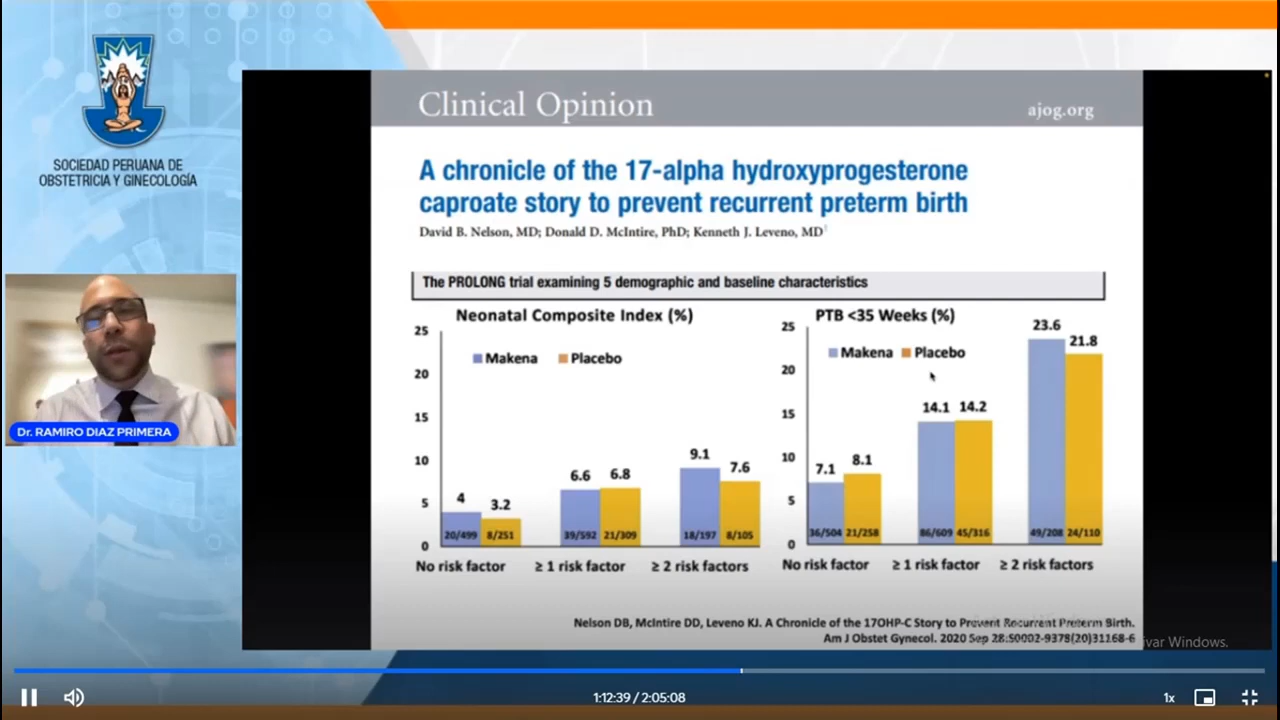 SOCIEDAD PERUANA DE
OBSTETRICIA Y GINECOLOGÍA
Dr. RAMIRO DIAZ PRIMERA
Clinical Opinion
ajog.org
A chronicle of the 17-alpha hydroxyprogesterone
caproate story to prevent recurrent preterm birth
David B. Nelson, MD; Donald D. McIntire, PhD; Kenneth J. Leveno, MD
The PROLONG trial examining 5 demographic and baseline characteristics
Neonatal Composite Index (%)
Makena Placebo
25
20
15
10
5
0
4 3.2
6.6 6.8
9.1 7.6
20/499 8/251
39/592 21/309
18/197 8/105
No risk factor ≥ 1 risk factor ≥ 2 risk factors
PTB <35 Weeks (%)
Makena Placebo
25
20
15
10
5
0
7.1 8.1
14.1 14.2
23.6 21.8
36/504 21/258
86/609 45/316
49/208 24/110
No risk factor ≥ 1 risk factor ≥ 2 risk factors
Nelson DB, McIntire DD, Leveno KJ. A Chronicle of the 17OHP-C Story to Prevent Recurrent Preterm Birth.
Am J Obstet Gynecol. 2020 Sep 28:S0002-9378(20)31168-6
ivar Windows.
1:12:39 / 2:05:08
1x